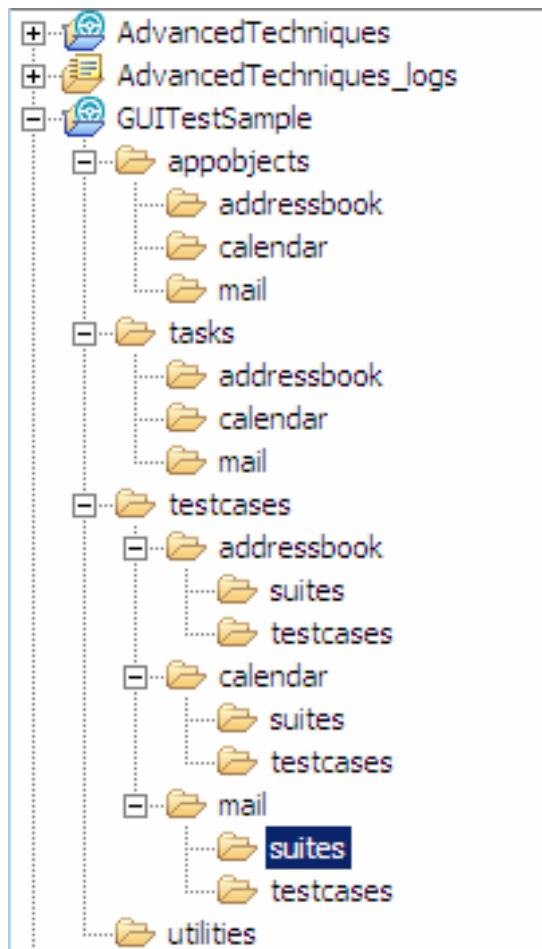 AdvancedTechniques
AdvancedTechniques_logs
GUITestSample
appobjects
addressbook
calendar
mail
tasks
addressbook
calendar
mail
testcases
addressbook
suites
testcases
calendar
suites
testcases
mail
suites
testcases
utilities